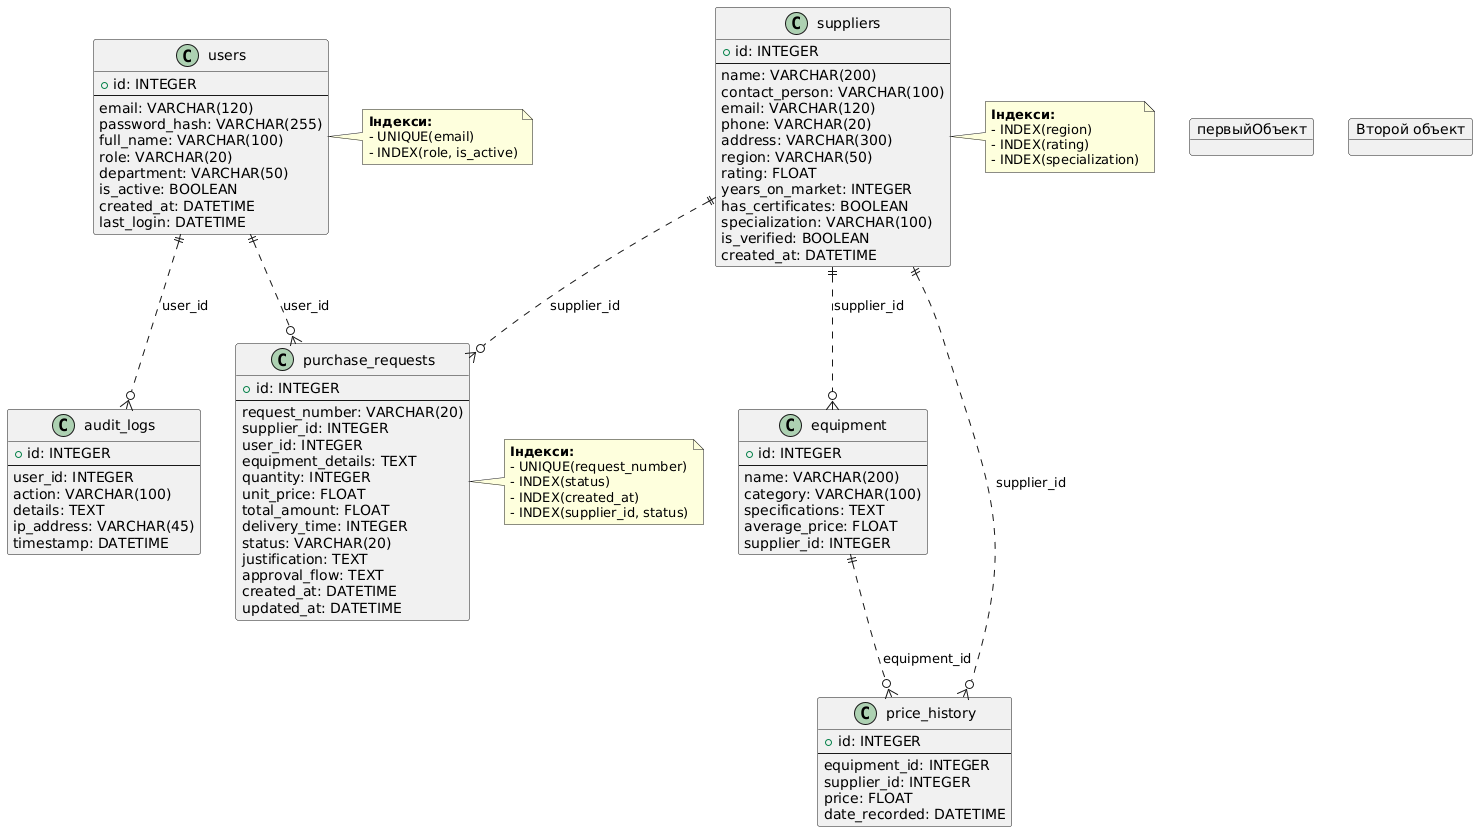 users
+ id: INTEGER
email: VARCHAR(120)
password_hash: VARCHAR(255)
full_name: VARCHAR(100)
role: VARCHAR(20)
department: VARCHAR(50)
is_active: BOOLEAN
created_at: DATETIME
last_login: DATETIME
Індекси:
- UNIQUE(email)
- INDEX(role, is_active)
suppliers
id: INTEGER
name: VARCHAR(200)
contact_person: VARCHAR(100)
email: VARCHAR(120)
phone: VARCHAR(20)
address: VARCHAR(300)
region: VARCHAR(50)
rating: FLOAT
years_on_market: INTEGER
has_certificates: BOOLEAN
specialization: VARCHAR(100)
is_verified: BOOLEAN
created_at: DATETIME
Індекси:
- INDEX(region)
- INDEX(rating)
- INDEX(specialization)
первыйОбъект
Второй объект
user_id
user_id
supplier_id
supplier_id
supplier_id
audit_logs
id: INTEGER
user_id: INTEGER
action: VARCHAR(100)
details: TEXT
ip_address: VARCHAR(45)
timestamp: DATETIME
purchase_requests
id: INTEGER
request_number: VARCHAR(20)
supplier_id: INTEGER
user_id: INTEGER
equipment_details: TEXT
quantity: INTEGER
unit_price: FLOAT
total_amount: FLOAT
delivery_time: INTEGER
status: VARCHAR(20)
justification: TEXT
approval_flow: TEXT
created_at: DATETIME
updated_at: DATETIME
Індекси:
- UNIQUE(request_number)
- INDEX(status)
- INDEX(created_at)
- INDEX(supplier_id, status)
equipment
id: INTEGER
name: VARCHAR(200)
category: VARCHAR(100)
specifications: TEXT
average_price: FLOAT
supplier_id: INTEGER
equipment_id
price_history
id: INTEGER
equipment_id: INTEGER
supplier_id: INTEGER
price: FLOAT
date_recorded: DATETIME